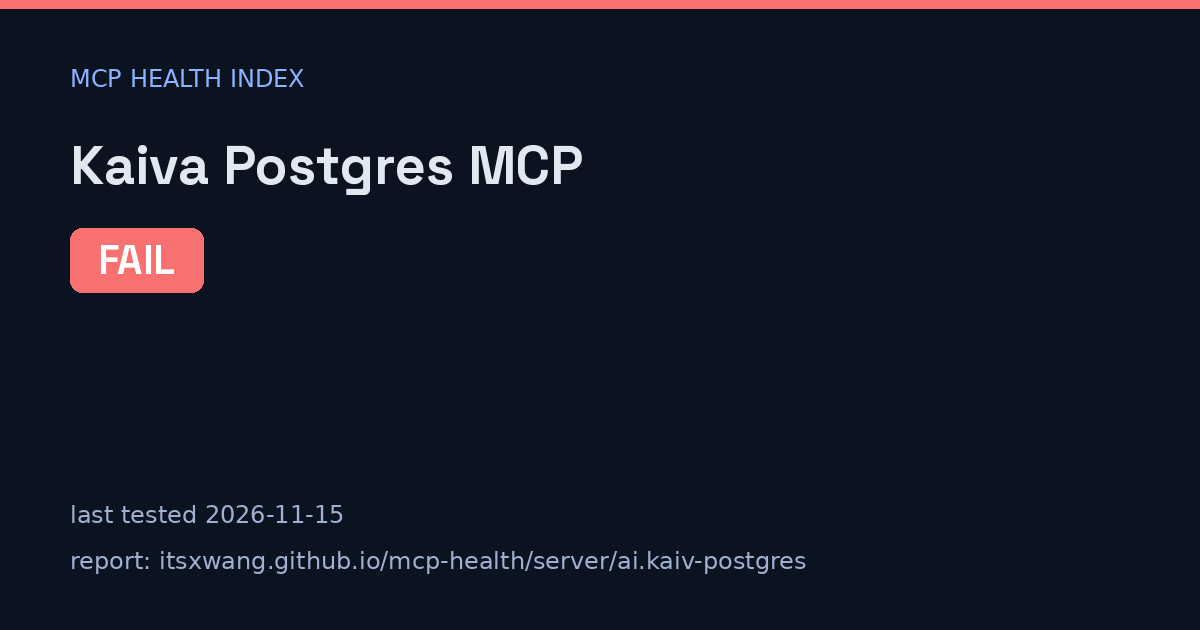 MCP HEALTH INDEX
Kaiva Postgres MCP
FAIL
last tested 2026-11-15
report: itsxwang.github.io/mcp-health/server/ai.kaiv-postgres